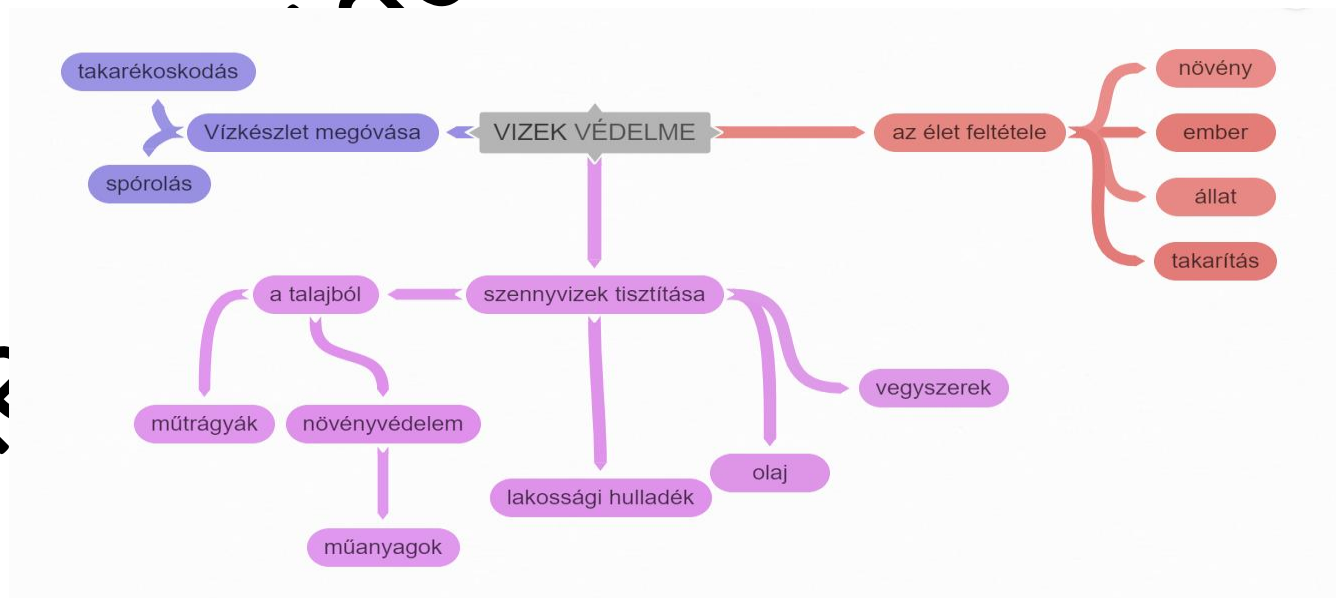 takarékoskodás
Vízkészlet megóvása
spórolás
VIZEK VÉDELME
az élet feltétele
növény
ember
állat
takarítás
a talajból
szennyvizek tisztítása
műtrágyák
növényvédelem
műanyagok
lakossági hulladék
olaj
vegyszerek